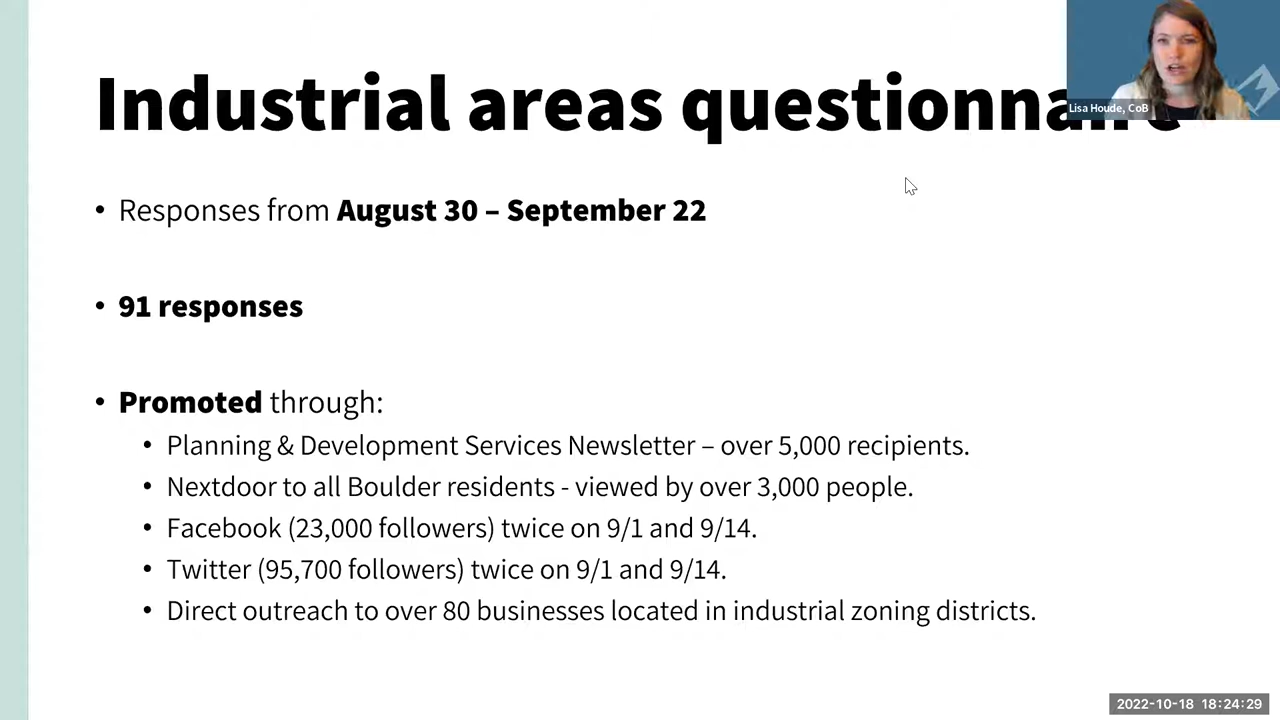 Industrial areas questionnaire
Lisa Houde, CoB
• Responses from August 30 – September 22
• 91 responses
• Promoted through:
• Planning & Development Services Newsletter – over 5,000 recipients.
• Nextdoor to all Boulder residents - viewed by over 3,000 people.
• Facebook (23,000 followers) twice on 9/1 and 9/14.
• Twitter (95,700 followers) twice on 9/1 and 9/14.
• Direct outreach to over 80 businesses located in industrial zoning districts.
2022-10-18 18:24:29